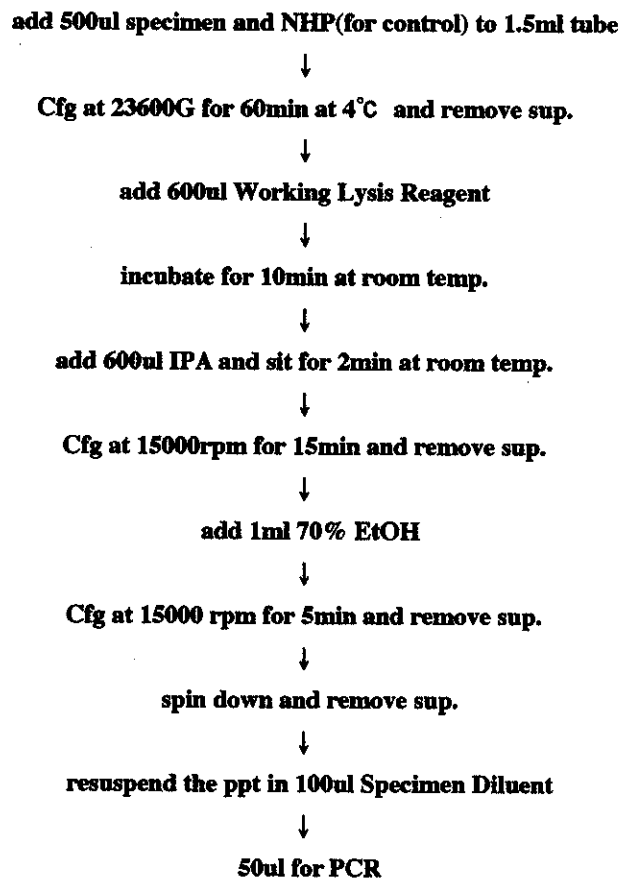 add 500ul specimen and NHP(for control) to 1.5ml tube
↓
Cfg at 23600G for 60min at 4℃ and remove sup.
↓
add 600ul Working Lysis Reagent
↓
incubate for 10min at room temp.
↓
add 600ul IPA and sit for 2min at room temp.
↓
Cfg at 15000rpm for 15min and remove sup.
↓
add 1ml 70% EtOH
↓
Cfg at 15000 rpm for 5min and remove sup.
↓
spin down and remove sup.
↓
resuspend the ppt in 100ul Specimen Diluent
↓
50ul for PCR